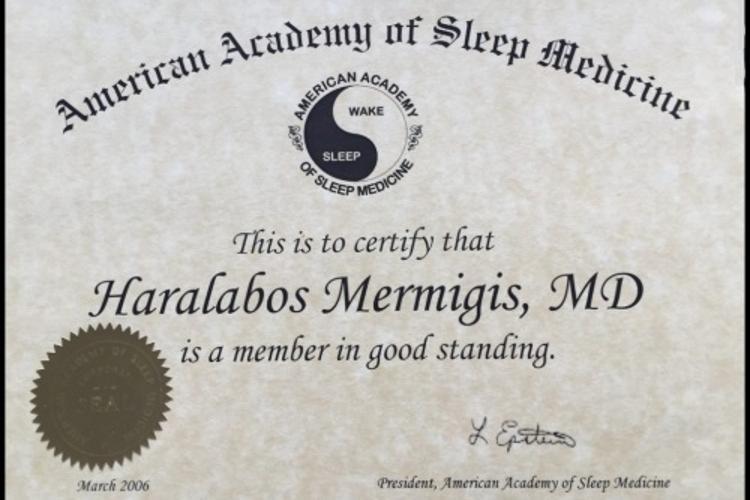 American Academy of Sleep Medicine
AMERICAN ACADEMY
WAKE
SLEEP
OF SLEEP MEDICINE
This is to certify that
Haralabos Mermigis, MD
is a member in good standing.
SEAL
L Epstein
March 2006
President, American Academy of Sleep Medicine